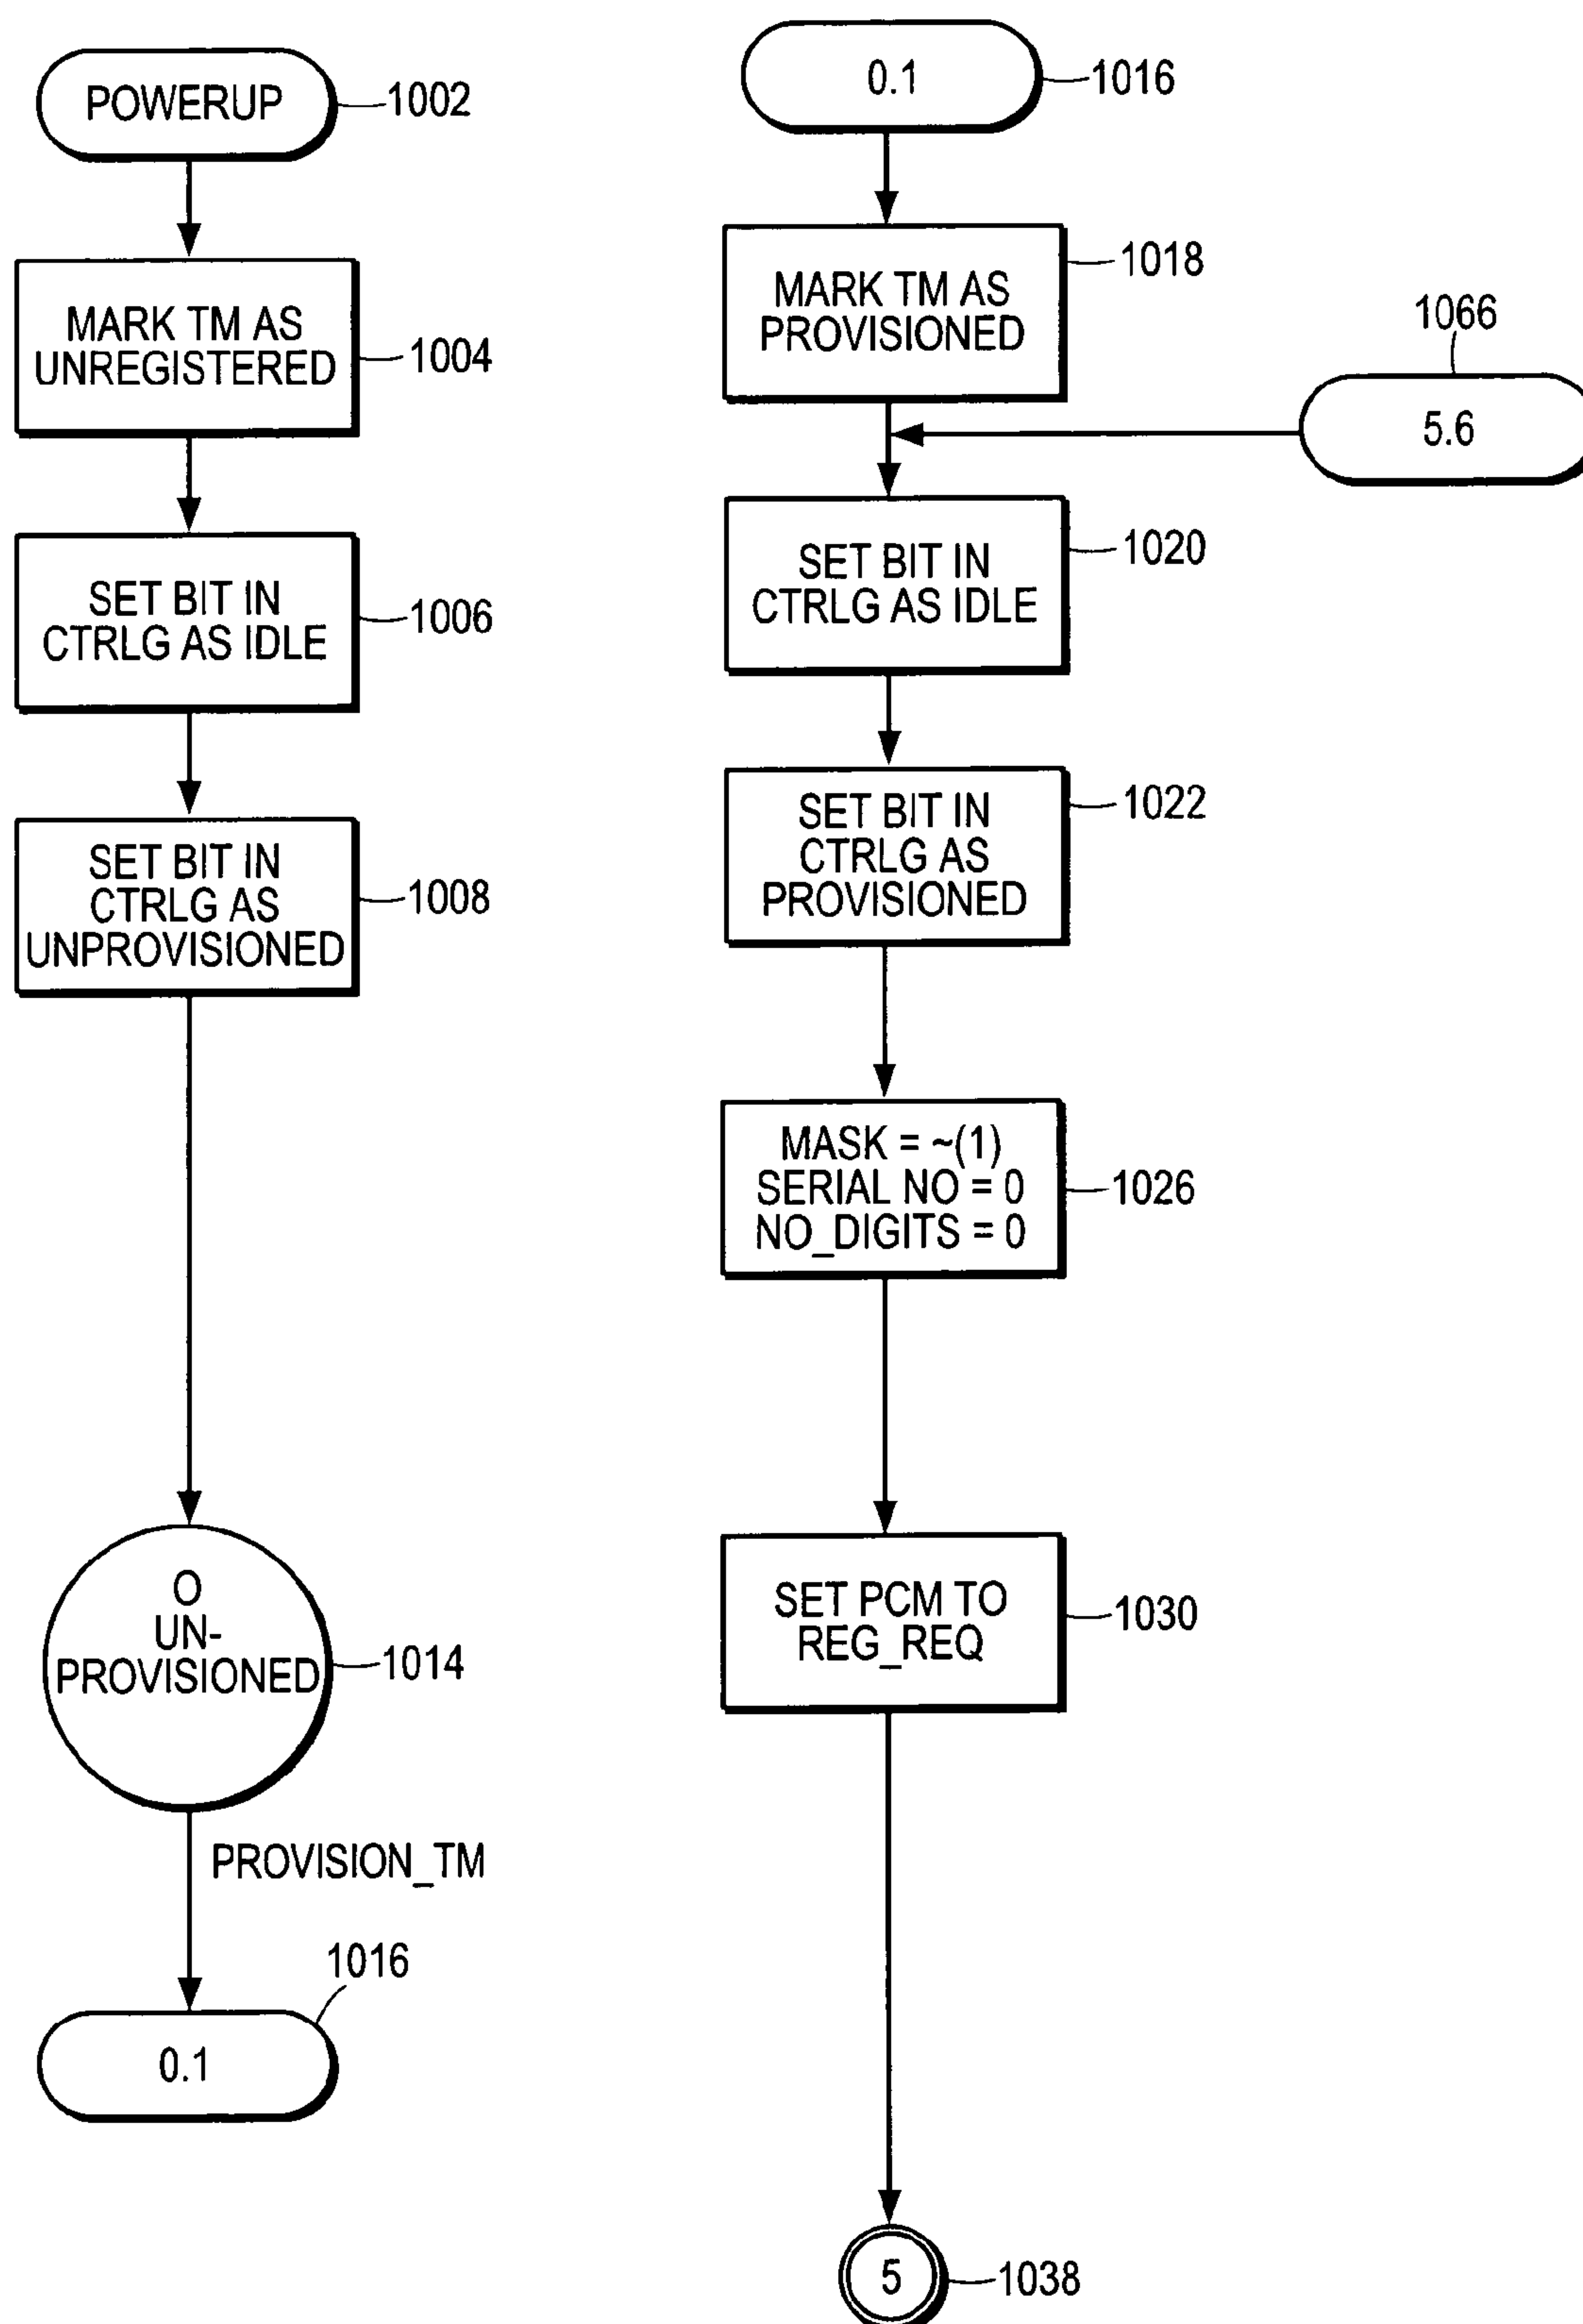 POWERUP
1002
MARK TM AS
UNREGISTERED
1004
SET BIT IN
CTRLG AS IDLE
1006
SET BIT IN
CTRLG AS
UNPROVISIONED
1008
O
UN-
PROVISIONED
1014
PROVISION_TM
1016
0.1
0.1
1016
MARK TM AS
PROVISIONED
1018
1066
5.6
SET BIT IN
CTRLG AS IDLE
1020
SET BIT IN
CTRLG AS
PROVISIONED
1022
MASK = ~(1)
SERIAL NO = 0
NO_DIGITS = 0
1026
SET PCM TO
REG_REQ
1030
5
1038